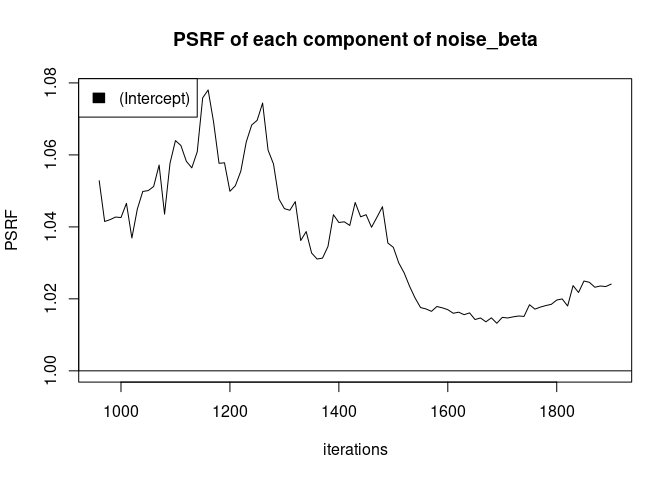 PSRF of each component of noise_beta
(Intercept)
PSRF
1.08
1.06
1.04
1.02
1.00
1000 1200 1400 1600 1800
iterations